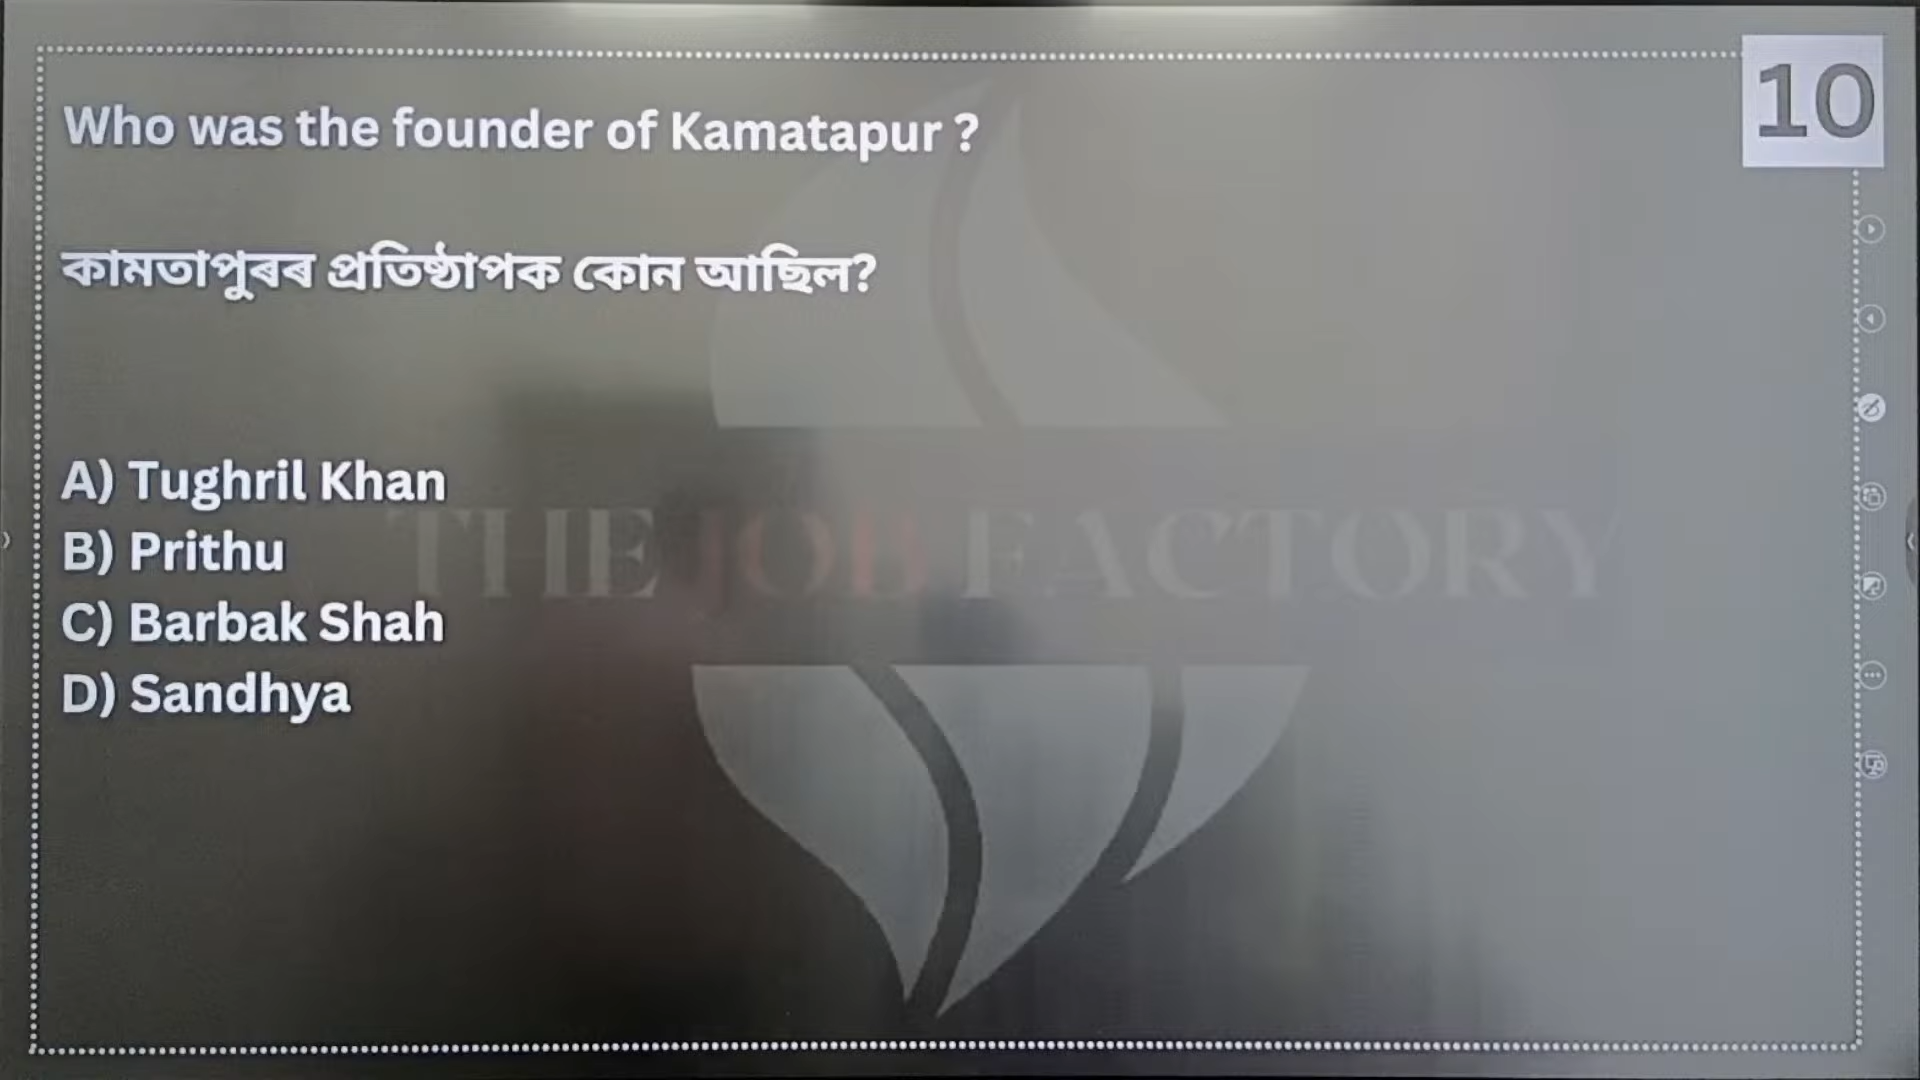 10
Who was the founder of Kamatapur ?
কামতাপুৰৰ প্ৰতিষ্ঠাপক কোন আছিল?
A) Tughril Khan
B) Prithu
THE JOB FACTORY
C) Barbak Shah
D) Sandhya